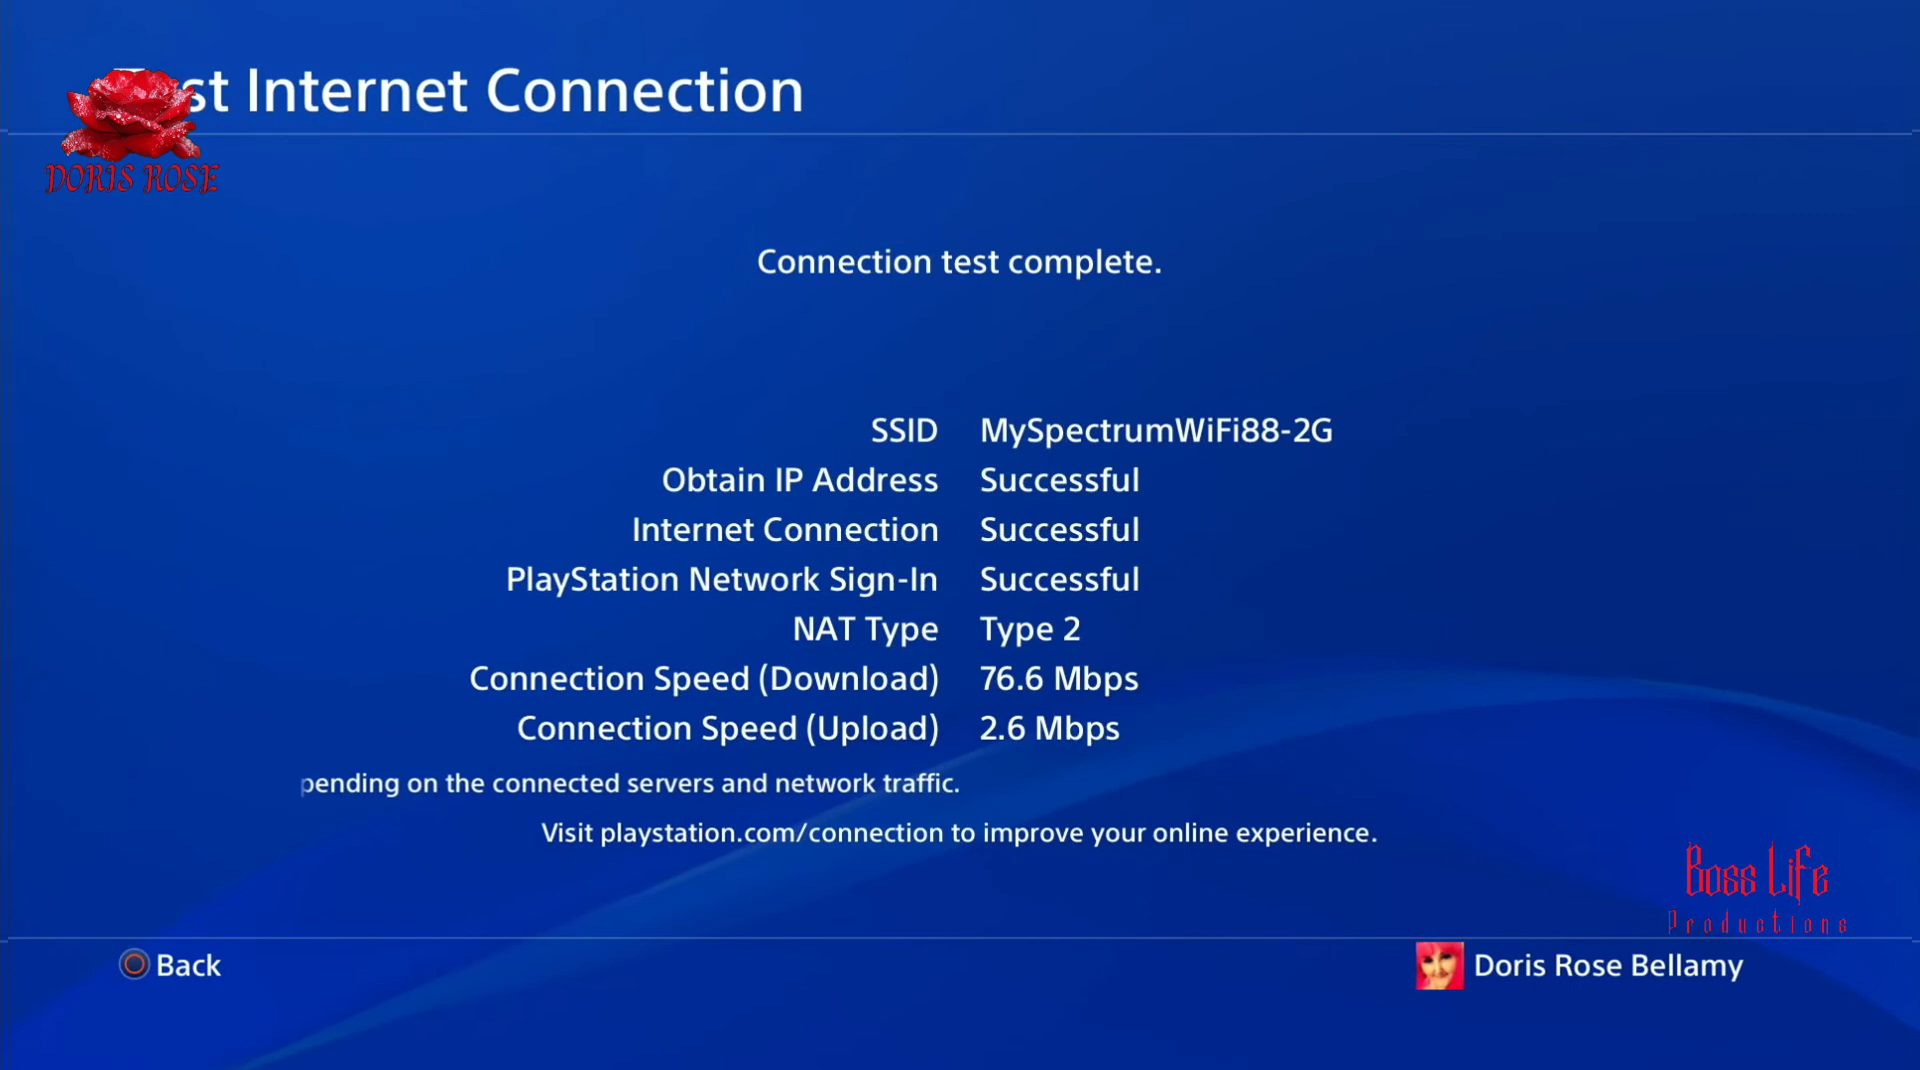 st Internet Connection
DORIS ROSE
Connection test complete.
SSID MySpectrumWiFi88-2G
Obtain IP Address Successful
Internet Connection Successful
PlayStation Network Sign-In Successful
NAT Type Type 2
Connection Speed (Download) 76.6 Mbps
Connection Speed (Upload) 2.6 Mbps
pending on the connected servers and network traffic.
Visit playstation.com/connection to improve your online experience.
Boss Life
Productions
Back Doris Rose Bellamy